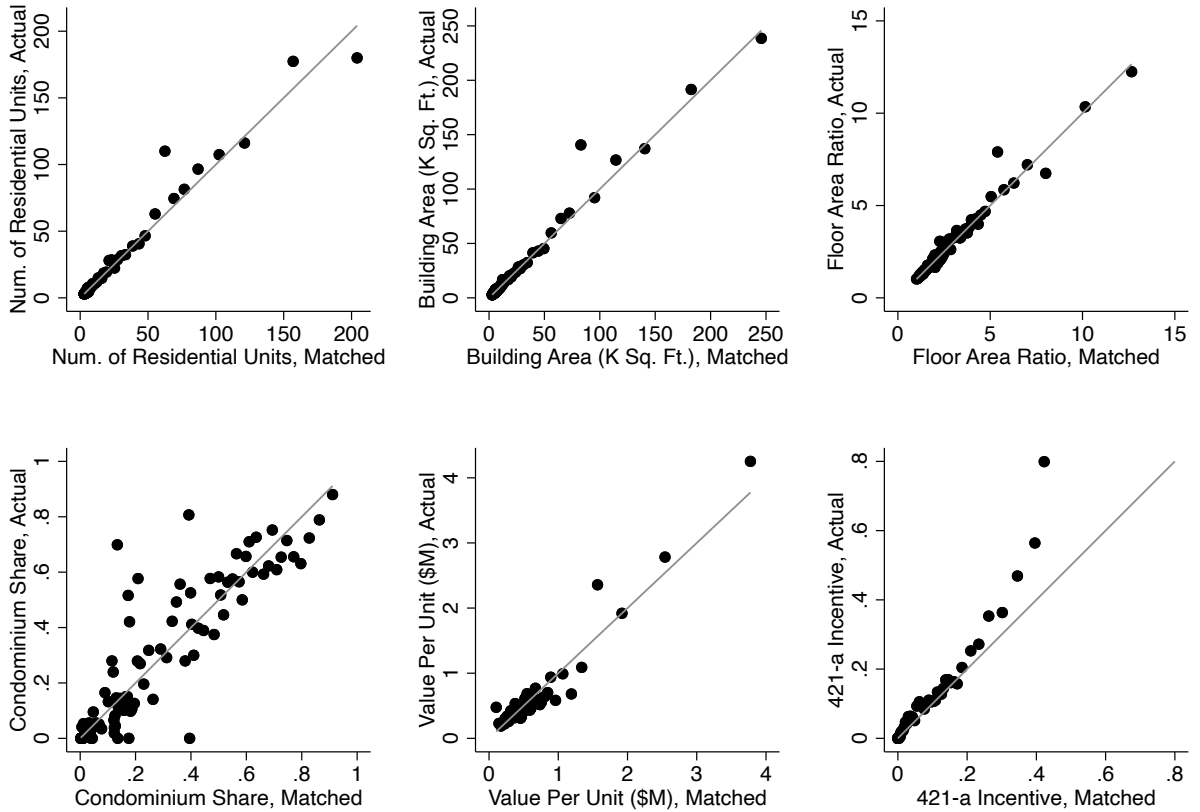 Num. of Residential Units, Actual
0 50 100 150 200
0 50 100 150 200
Num. of Residential Units, Matched
Building Area (K Sq. Ft.), Actual
0 50 100 150 200 250
0 50 100 150 200 250
Building Area (K Sq. Ft.), Matched
Floor Area Ratio, Actual
0 5 10 15
0 5 10 15
Floor Area Ratio, Matched
Condominium Share, Actual
0 .2 .4 .6 .8 1
0 .2 .4 .6 .8 1
Condominium Share, Matched
Value Per Unit ($M), Actual
0 1 2 3 4
0 1 2 3 4
Value Per Unit ($M), Matched
421-a Incentive, Actual
0 .2 .4 .6 .8
0 .2 .4 .6 .8
421-a Incentive, Matched